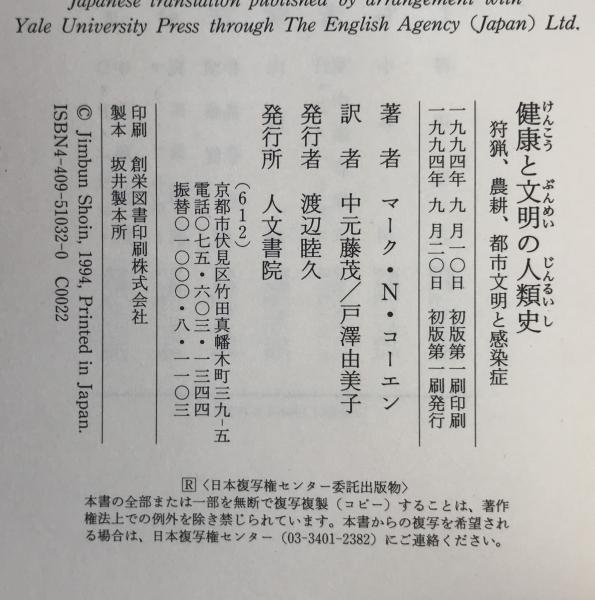 Japanese translation published by arrangement with
Yale University Press through The English Agency (Japan) Ltd.
けんこう ぶんめい じんるいし
健康と文明の人類史
狩猟、農耕、都市文明と感染症
一九九四年 九月一〇日 初版第一刷印刷
一九九四年 九月二〇日 初版第一刷発行
著者 マーク・N・コーエン
訳者 中元藤茂/戸澤由美子
発行者 渡辺睦久
発行所 人文書院
(612)
京都市伏見区竹田真幡木町三九-五
電話〇七五・六〇三・一三四四
振替〇一〇〇〇・八・一一〇三
印刷 創栄図書印刷株式会社
製本 坂井製本所
© Jimbun Shoin, 1994, Printed in Japan.
ISBN4-409-51032-0 C0022
R〈日本複写権センター委託出版物〉
本書の全部または一部を無断で複写複製(コピー)することは、著作
権法上での例外を除き禁じられています。本書からの複写を希望され
る場合は、日本複写権センター(03-3401-2382)にご連絡ください。